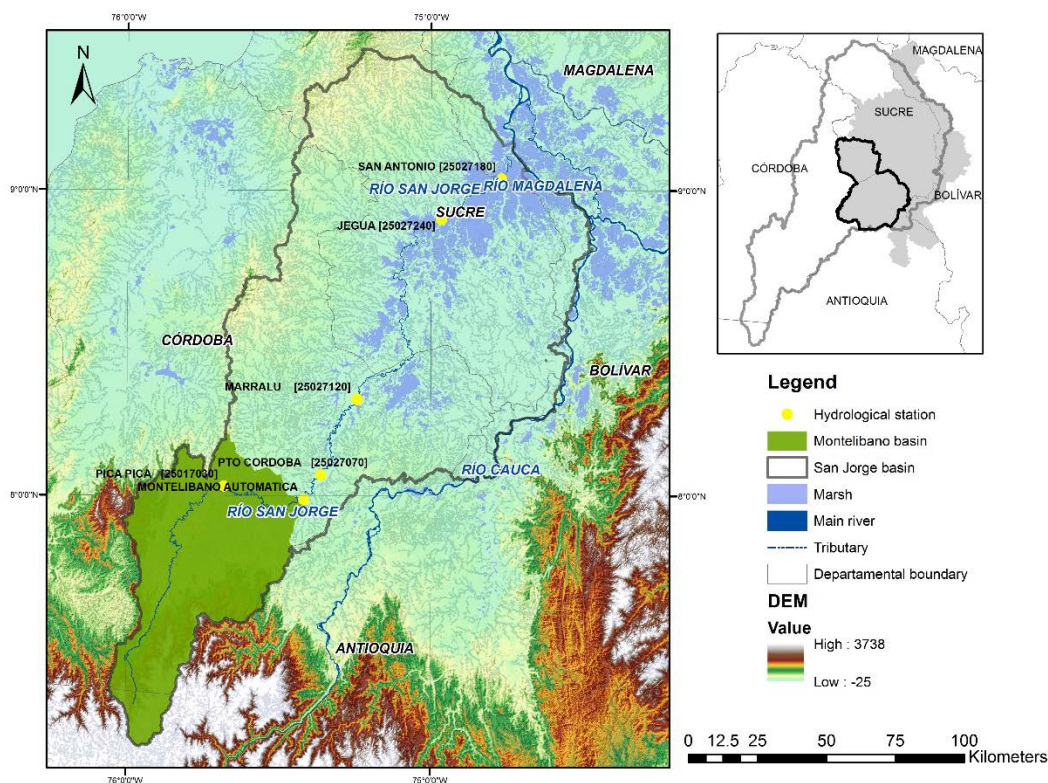 76°0'0"W 75°0'0"W
N
MAGDALENA
SAN ANTONIO [25027180]
9°0'0"N 9°0'0"N
RÍO SAN JORGE RÍO MAGDALENA
SUCRE
JEGUA [25027240]
CÓRDOBA
BOLÍVAR
MARRALU [25027120]
PTO CORDOBA [25027070]
PICA PICA [25017030]
RÍO CAUCA
MONTELIBANO AUTOMATICA
8°0'0"N 8°0'0"N
RÍO SAN JORGE
ANTIOQUIA
76°0'0"W 75°0'0"W
MAGDALENA
SUCRE
CÓRDOBA
BOLÍVAR
ANTIOQUIA
Legend
Hydrological station
Montelibano basin
San Jorge basin
Marsh
Main river
Tributary
Departamental boundary
DEM
Value
High : 3738
Low : -25
0 12.5 25 50 75 100
Kilometers